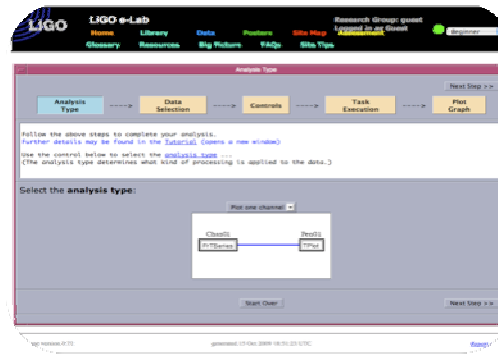 LIGO
LIGO e-Lab
Research Group: guest
Logged in as Guest
Home Library Data Posters Site Map Assessment
Glossary Resources Big Picture FAQs Site Tips
Beginner
Analysis Type
Next Step >>
Analysis Type ----> Data Selection ----> Controls ----> Task Execution ----> Plot Graph
Follow the above steps to complete your analysis.
Further details may be found in the Tutorial (opens a new window)
Use the control below to select the analysis type ...
(The analysis type determines what kind of processing is applied to the data.)
Select the analysis type:
Plot one channel
Chan01 Pen01
FrTSeries TPlot
Start Over
Next Step >>